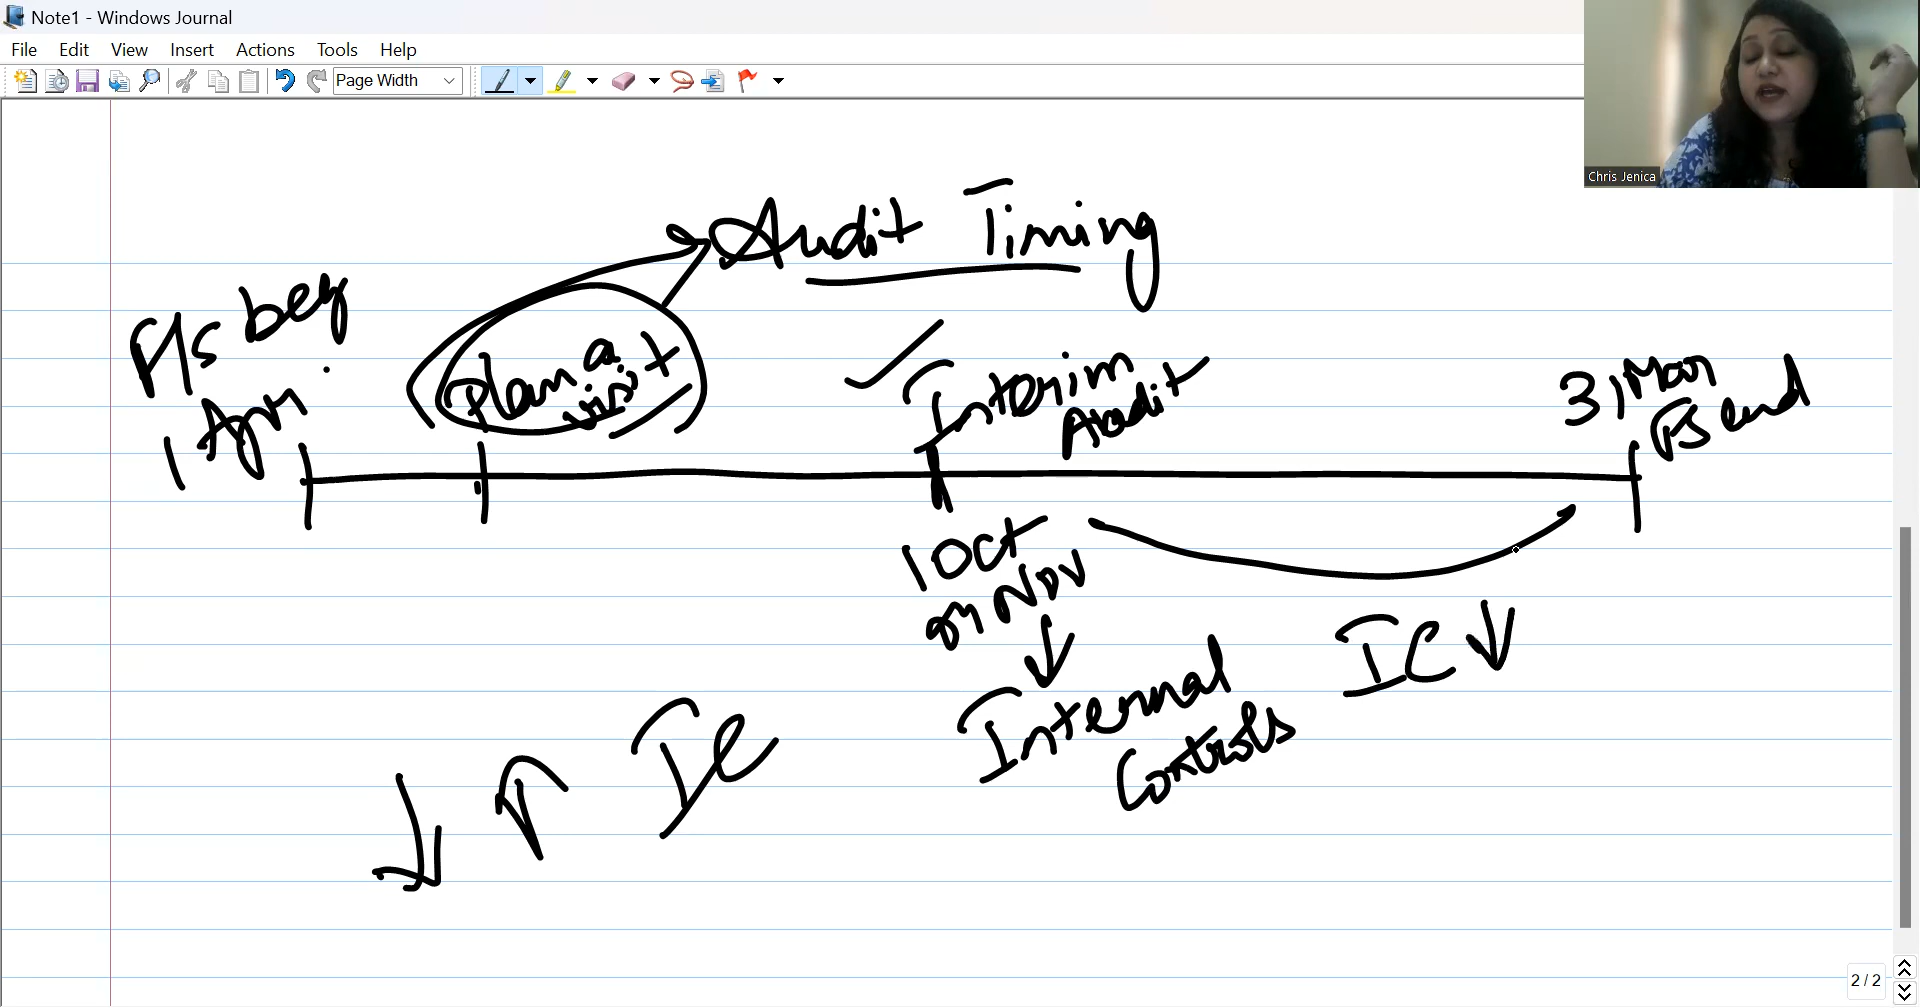 Note1 - Windows Journal
File Edit View Insert Actions Tools Help
Page Width
Chris Jenica
Audit Timing
F/s beg
1 Apr
Plan a
visit
Interim
Audit
31 Mar
FS end
1 Oct
or Nov
Internal
Controls
IC
IC
2 / 2